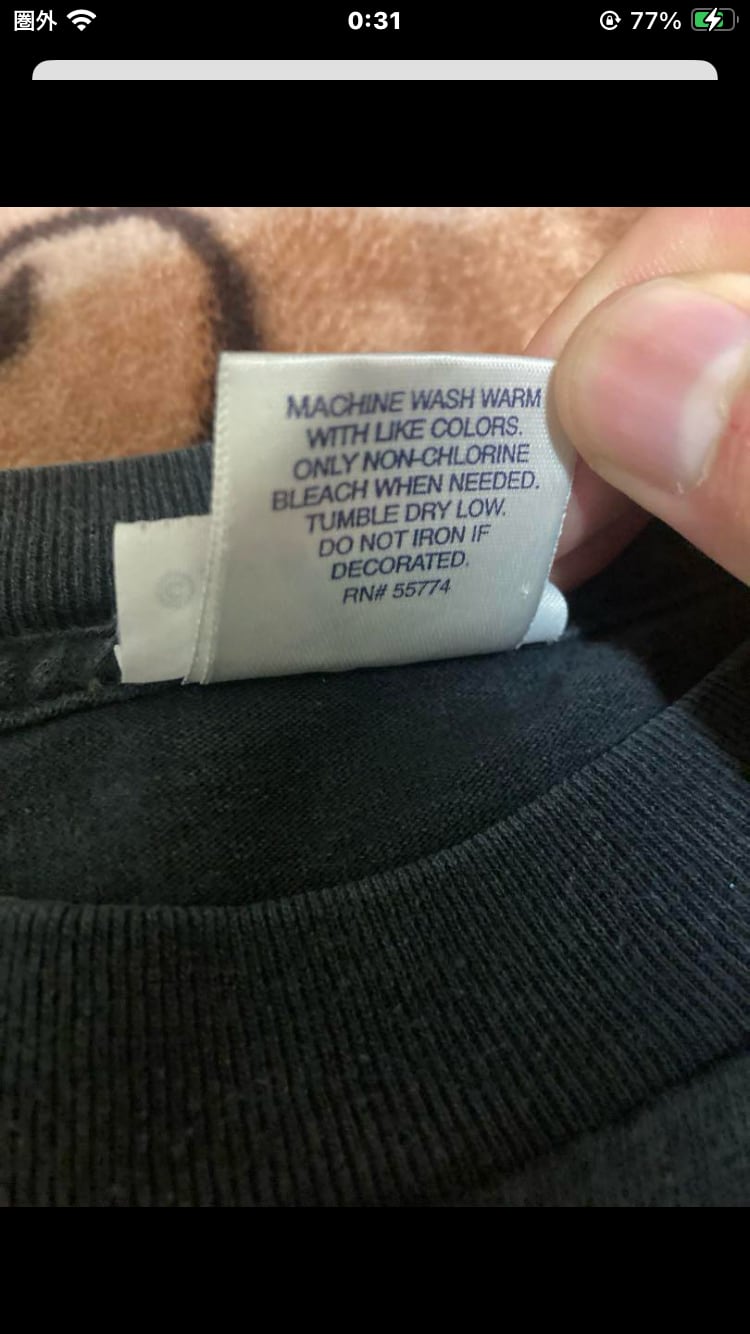 圏外 0:31 77%
MACHINE WASH WARM
WITH LIKE COLORS.
ONLY NON-CHLORINE
BLEACH WHEN NEEDED.
TUMBLE DRY LOW.
DO NOT IRON IF
DECORATED.
RN# 55774
©